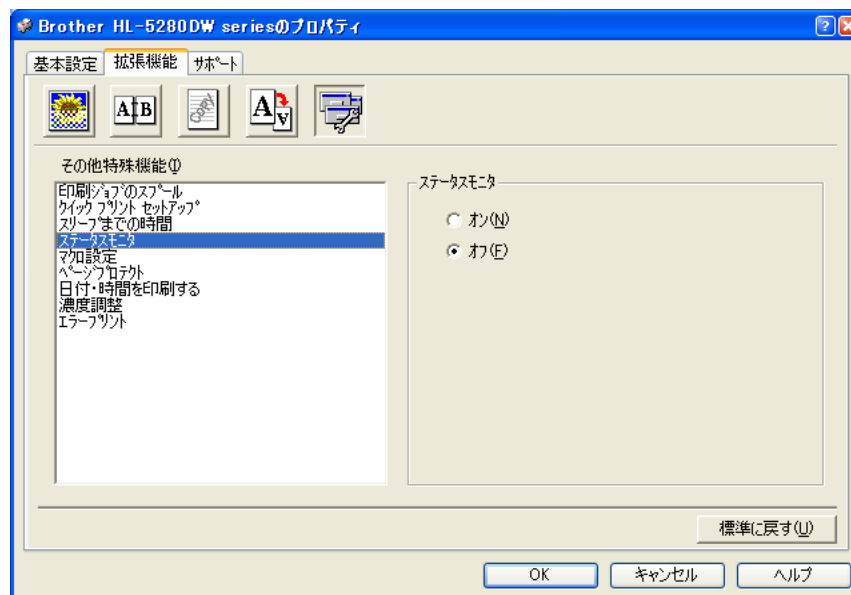 Brother HL-5280DW seriesのプロパティ
基本設定 拡張機能 サポート
A B
COPY
A A
その他特殊機能(I)
印刷ジョブのスプール
クイック プリント セットアップ
スリープまでの時間
ステータスモニタ
マクロ設定
ページプロテクト
日付・時間を印刷する
濃度調整
エラープリント
ステータスモニタ
オン(N)
オフ(F)
標準に戻す(U)
OK キャンセル ヘルプ